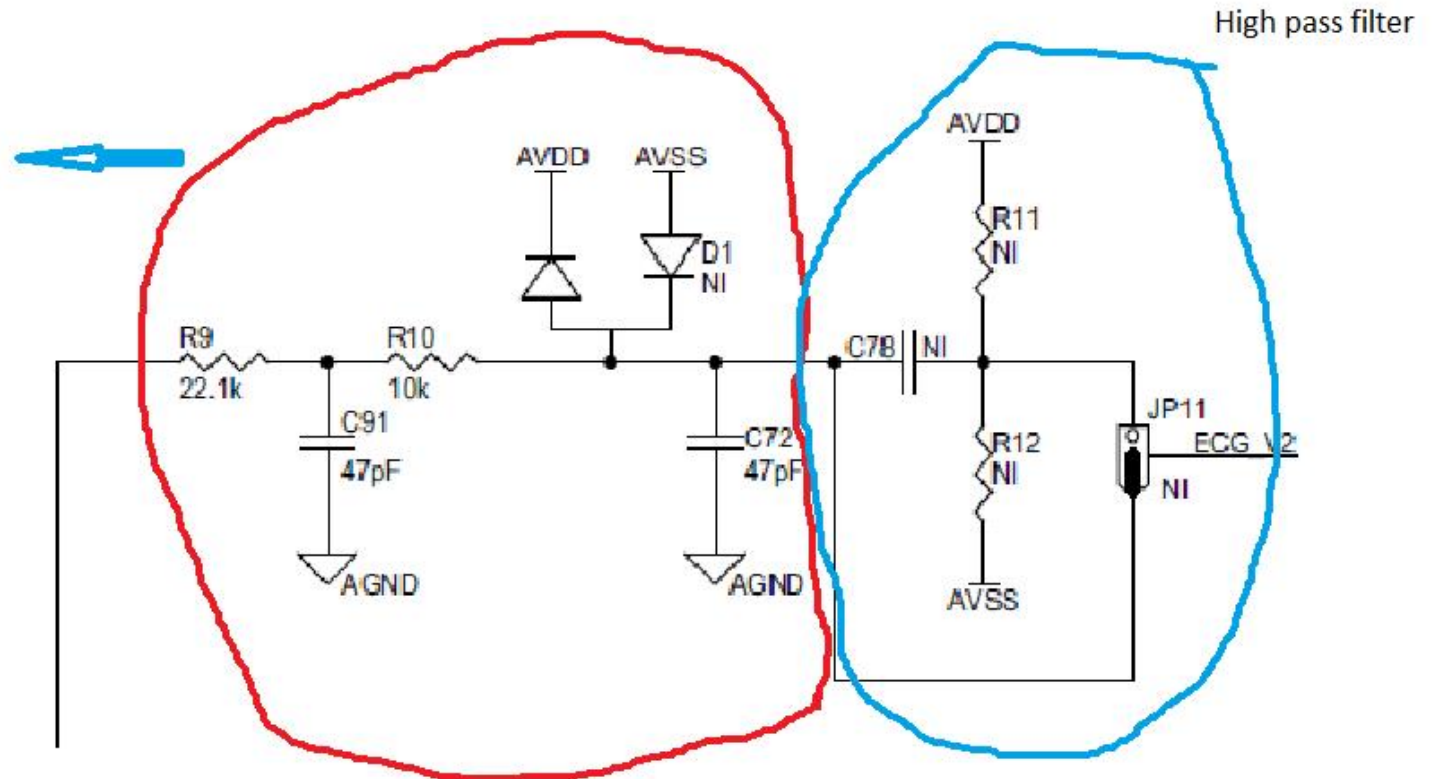 High pass filter
AVDD
AVDD AVSS
R11
NI
D1
NI
R9 R10 C78 NI
22.1k 10k
C91 C72 R12 JP11
47pF 47pF NI ECG_V2
NI
AGND AGND AVSS